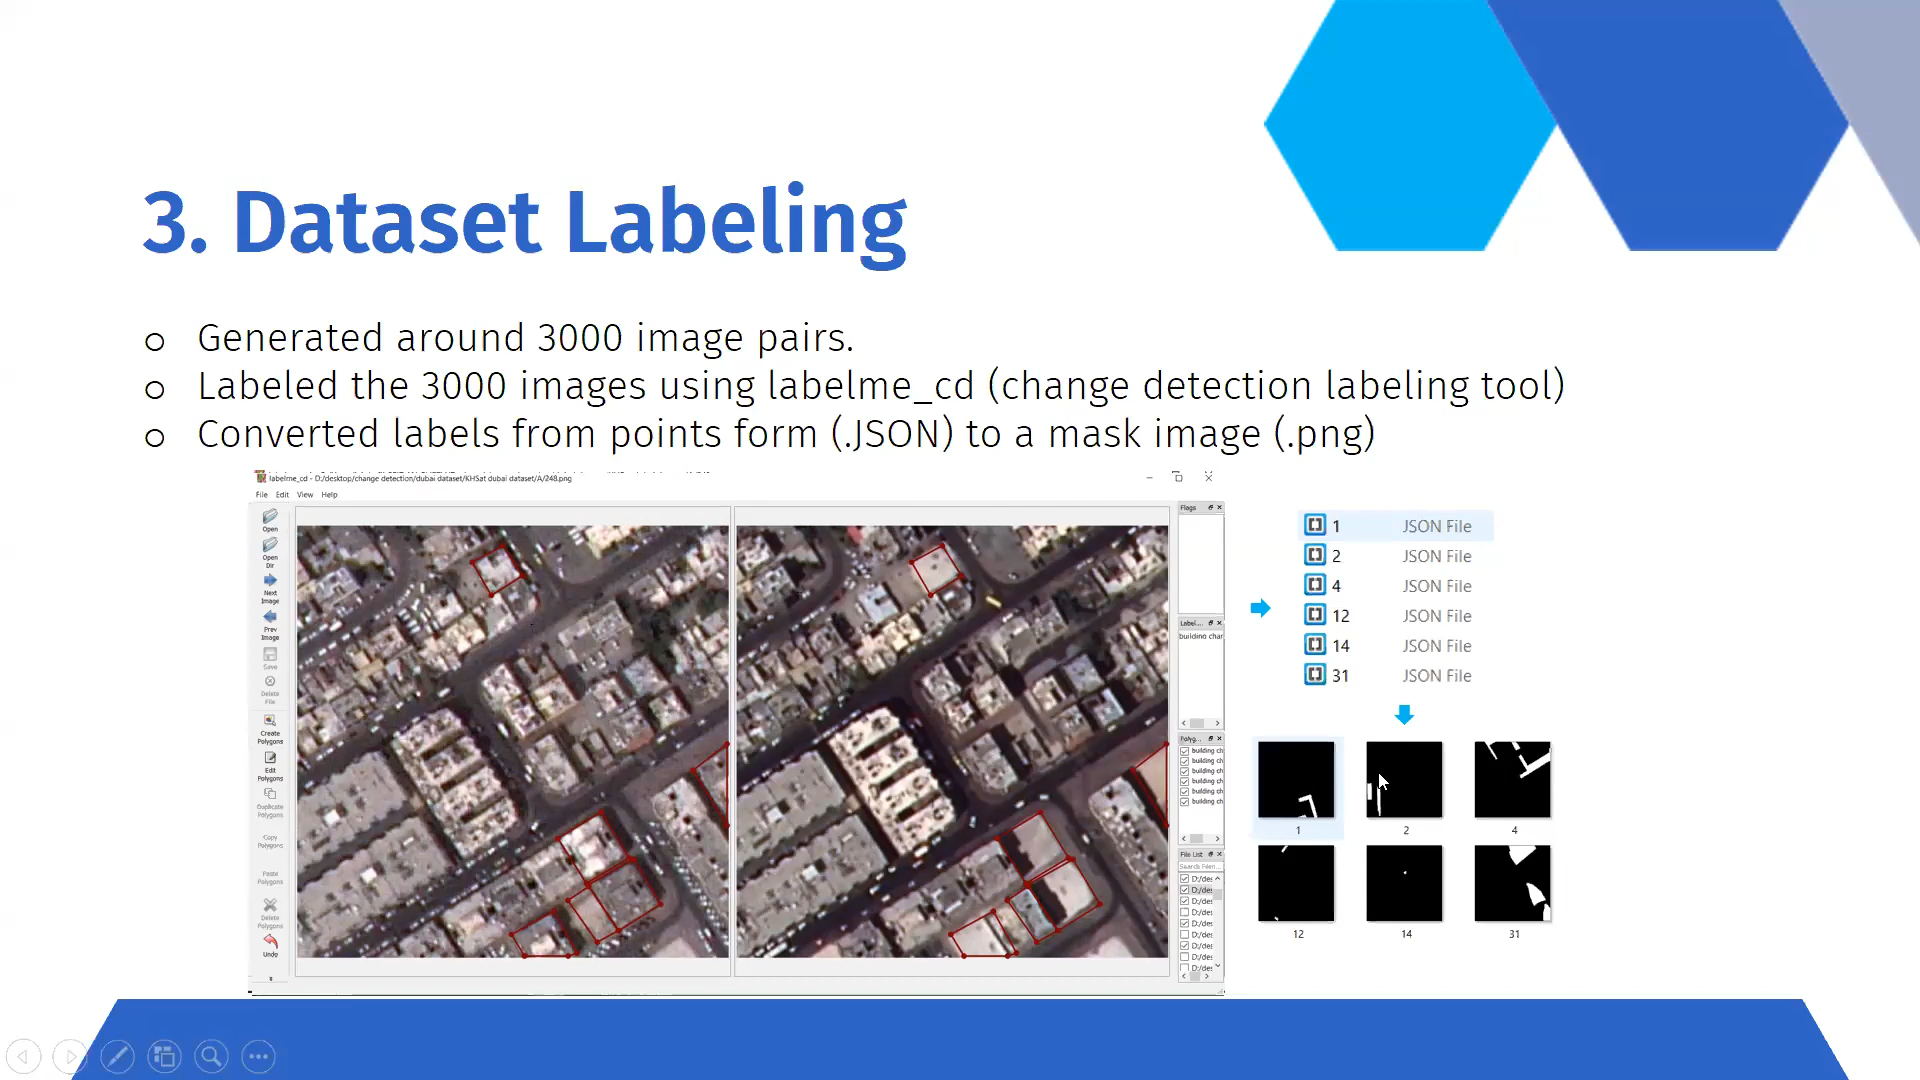 3. Dataset Labeling
Generated around 3000 image pairs.
Labeled the 3000 images using labelme_cd (change detection labeling tool)
Converted labels from points form (.JSON) to a mask image (.png)
labelme_cd - D:/desktop/change detection/dubai dataset/KHSat dubai dataset/A/248.png
File Edit View Help
Open
Open
Dir
Next
Image
Prev
Image
Save
Delete
File
Create
Polygons
Edit
Polygons
Duplicate
Polygons
Copy
Polygons
Paste
Polygons
Delete
Polygons
Undo
Flags
Labei...
building char
Polyg...
building ch
building ch
building ch
building ch
building ch
building ch
File List
Search Filen...
D:/des
D:/des
D:/des
D:/des
D:/des
D:/des
D:/des
D:/des
D:/des
1 JSON File
2 JSON File
4 JSON File
12 JSON File
14 JSON File
31 JSON File
1
2
4
12
14
31